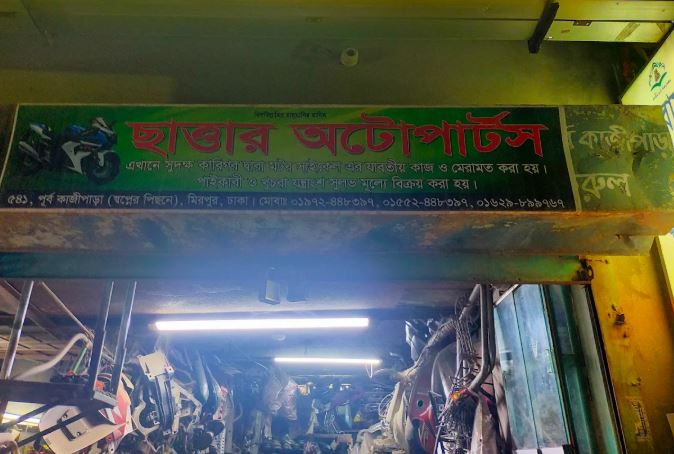 বিসমিল্লাহির রাহমানির রাহিম
ছাত্তার অটোপার্টস
এখানে সুদক্ষ কারিগর দ্বারা মটর সাইকেল এর যাবতীয় কাজ ও মেরামত করা হয়।
পাইকারী ও খুচরা যন্ত্রাংশ সুলভ মূল্যে বিক্রয় করা হয়।
৫৪১, পূর্ব কাজীপাড়া (স্বপ্নের পিছনে), মিরপুর, ঢাকা। মোবাঃ ০১৯৭২-৪৪৮৩৯৭, ০১৫৫২-৪৪৮৩৯৭, ০১৬২৯-৮৯৯৭৬৭
কাজীপাড়া
রুল